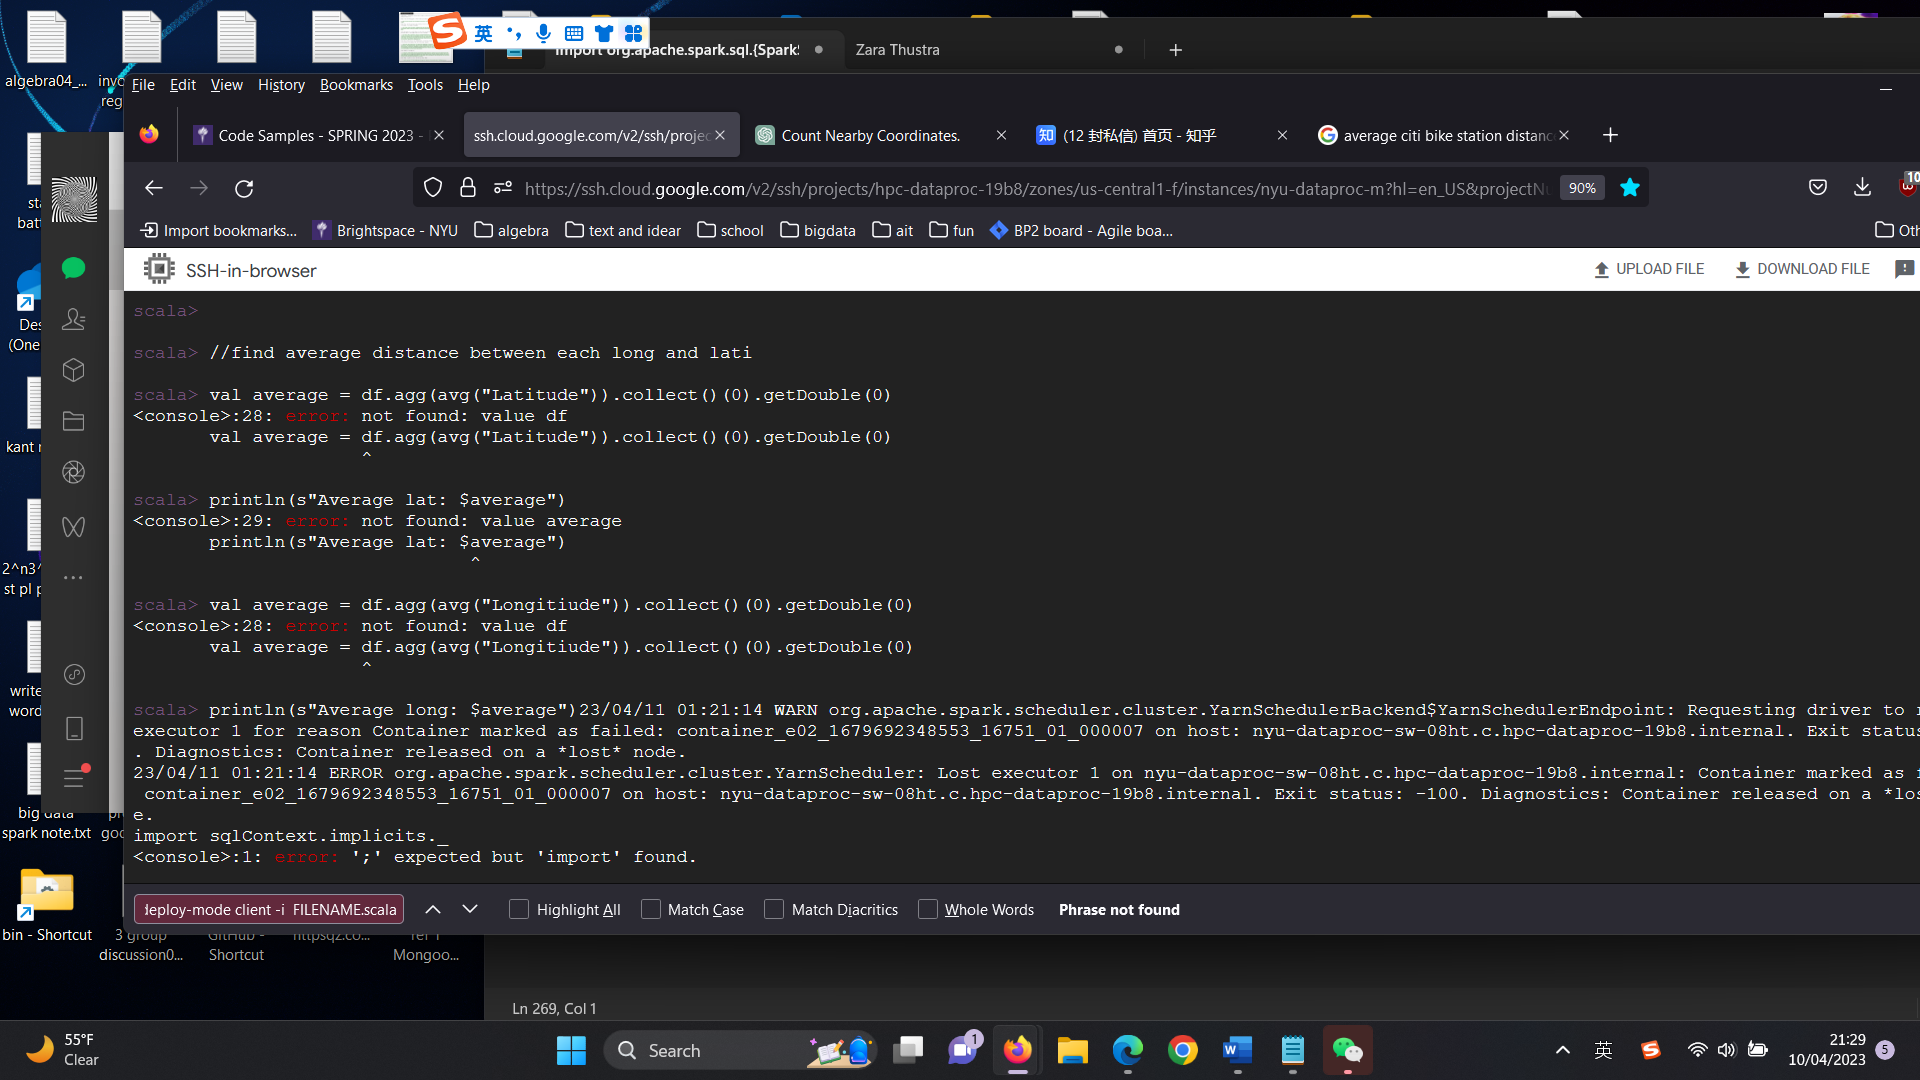 algebra04_...
invo
reg
英
import org.apache.spark.sql.{Spark:
Zara Thustra
File Edit View History Bookmarks Tools Help
Code Samples - SPRING 2023 -
ssh.cloud.google.com/v2/ssh/projec
Count Nearby Coordinates.
知 (12 封私信) 首页 - 知乎
average citi bike station distanc
https://ssh.cloud.google.com/v2/ssh/projects/hpc-dataproc-19b8/zones/us-central1-f/instances/nyu-dataproc-m?hl=en_US&projectNu
90%
10
Import bookmarks...
Brightspace - NYU
algebra
text and idear
school
bigdata
ait
fun
BP2 board - Agile boa...
Oth
SSH-in-browser
UPLOAD FILE
DOWNLOAD FILE
scala>
scala> //find average distance between each long and lati
scala> val average = df.agg(avg("Latitude")).collect()(0).getDouble(0)
<console>:28: error: not found: value df
val average = df.agg(avg("Latitude")).collect()(0).getDouble(0)
^
scala> println(s"Average lat: $average")
<console>:29: error: not found: value average
println(s"Average lat: $average")
^
scala> val average = df.agg(avg("Longitiude")).collect()(0).getDouble(0)
<console>:28: error: not found: value df
val average = df.agg(avg("Longitiude")).collect()(0).getDouble(0)
^
scala> println(s"Average long: $average")23/04/11 01:21:14 WARN org.apache.spark.scheduler.cluster.YarnSchedulerBackend$YarnSchedulerEndpoint: Requesting driver to r
executor 1 for reason Container marked as failed: container_e02_1679692348553_16751_01_000007 on host: nyu-dataproc-sw-08ht.c.hpc-dataproc-19b8.internal. Exit status
. Diagnostics: Container released on a *lost* node.
23/04/11 01:21:14 ERROR org.apache.spark.scheduler.cluster.YarnScheduler: Lost executor 1 on nyu-dataproc-sw-08ht.c.hpc-dataproc-19b8.internal: Container marked as f
container_e02_1679692348553_16751_01_000007 on host: nyu-dataproc-sw-08ht.c.hpc-dataproc-19b8.internal. Exit status: -100. Diagnostics: Container released on a *los
e.
import sqlContext.implicits._
<console>:1: error: ';' expected but 'import' found.
deploy-mode client -i FILENAME.scala
Highlight All
Match Case
Match Diacritics
Whole Words
Phrase not found
sta
batt
Des
(One
kant r
2^n3^
st pl p
write
word
big data
spark note.txt
goo
bin - Shortcut
3 group
discussion0...
GitHub -
Shortcut
httpsqz.co...
ref 1
Mongoo...
Ln 269, Col 1
55°F
Clear
Search
1
英
21:29
10/04/2023
5